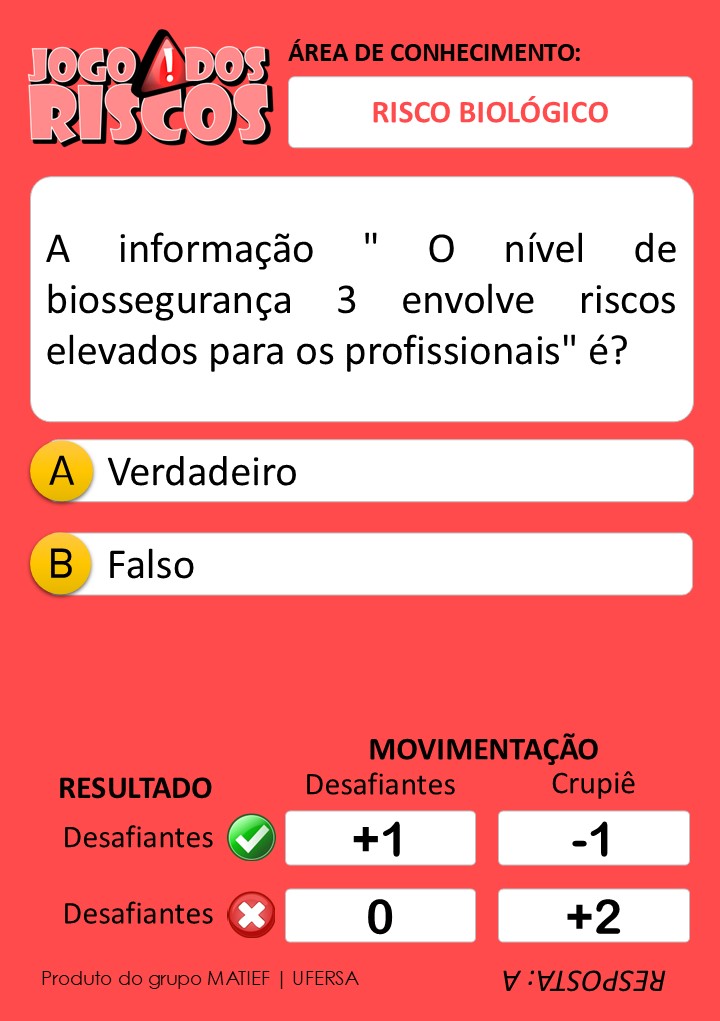 JOGO DOS
RISCOS
ÁREA DE CONHECIMENTO:
RISCO BIOLÓGICO
A informação " O nível de
biossegurança 3 envolve riscos
elevados para os profissionais" é?
A Verdadeiro
B Falso
MOVIMENTAÇÃO
RESULTADO Desafiantes Crupiê
Desafiantes +1 -1
Desafiantes 0 +2
Produto do grupo MATIEF | UFERSA
RESPOSTA: A